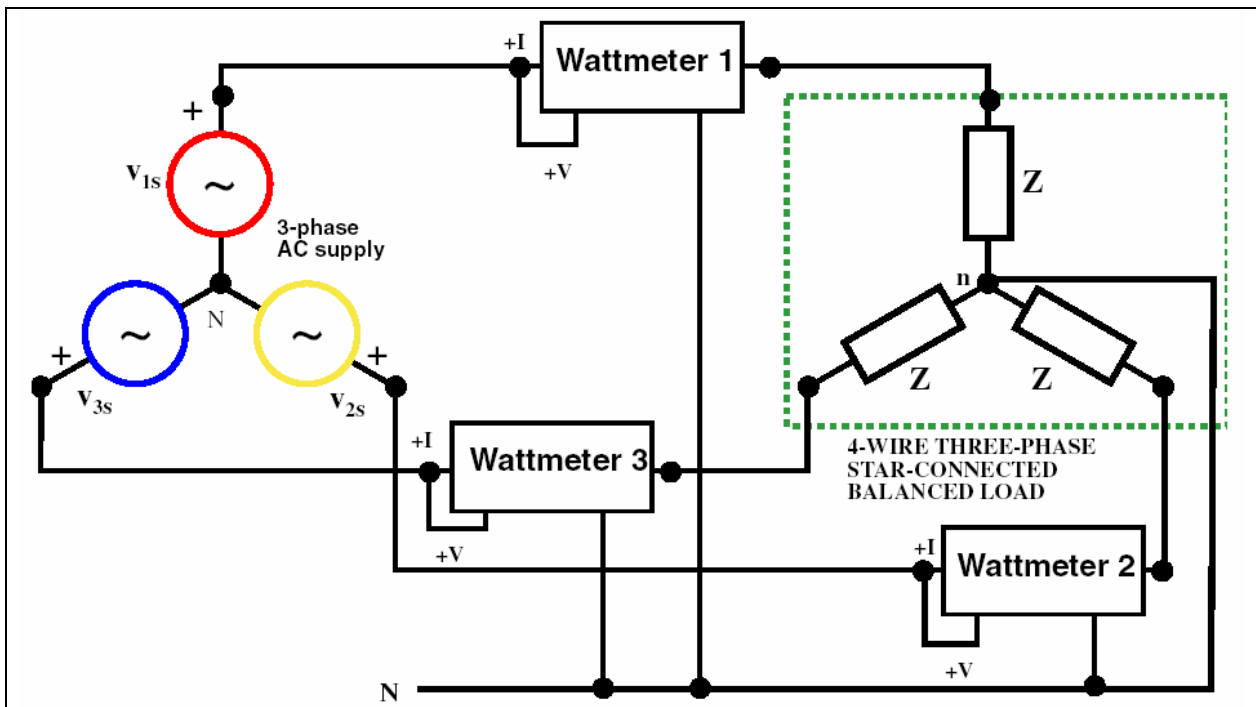 +I
Wattmeter 1
+
+V
v1s
~
Z
3-phase
AC supply
n
N
~
~
+
+
Z
Z
v3s
v2s
+I
Wattmeter 3
4-WIRE THREE-PHASE
STAR-CONNECTED
BALANCED LOAD
+V
+I
Wattmeter 2
+V
N